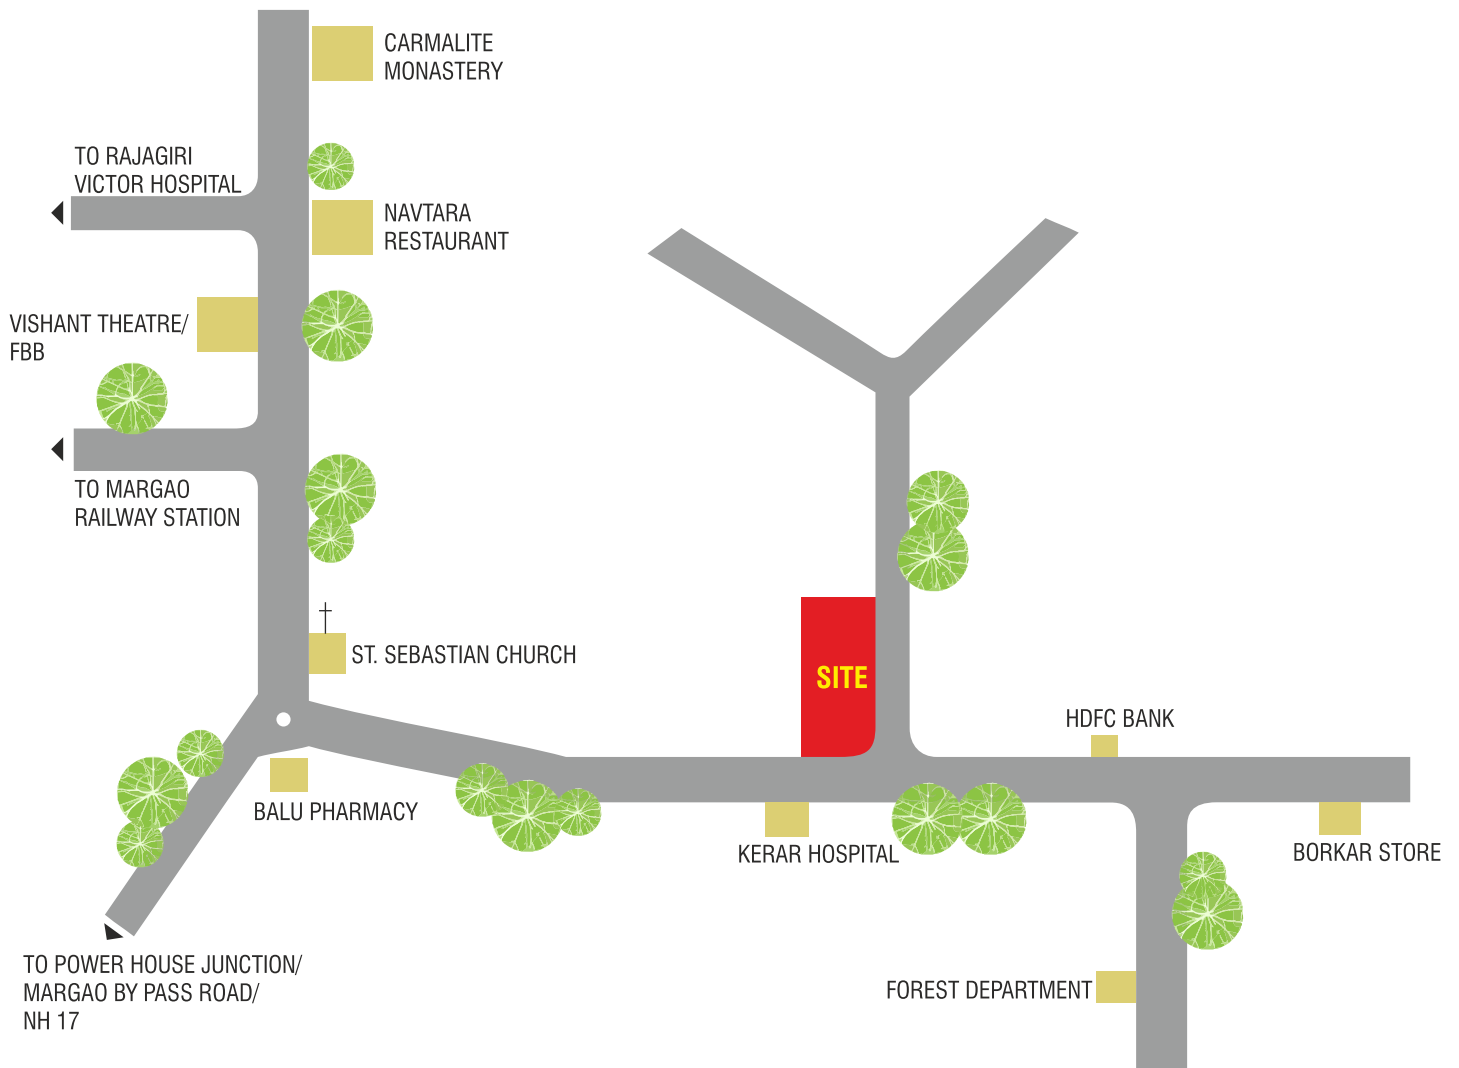 CARMALITE
MONASTERY
TO RAJAGIRI
VICTOR HOSPITAL
NAVTARA
RESTAURANT
VISHANT THEATRE/
FBB
TO MARGAO
RAILWAY STATION
ST. SEBASTIAN CHURCH
SITE
HDFC BANK
BALU PHARMACY
KERAR HOSPITAL
BORKAR STORE
TO POWER HOUSE JUNCTION/
MARGAO BY PASS ROAD/
NH 17
FOREST DEPARTMENT